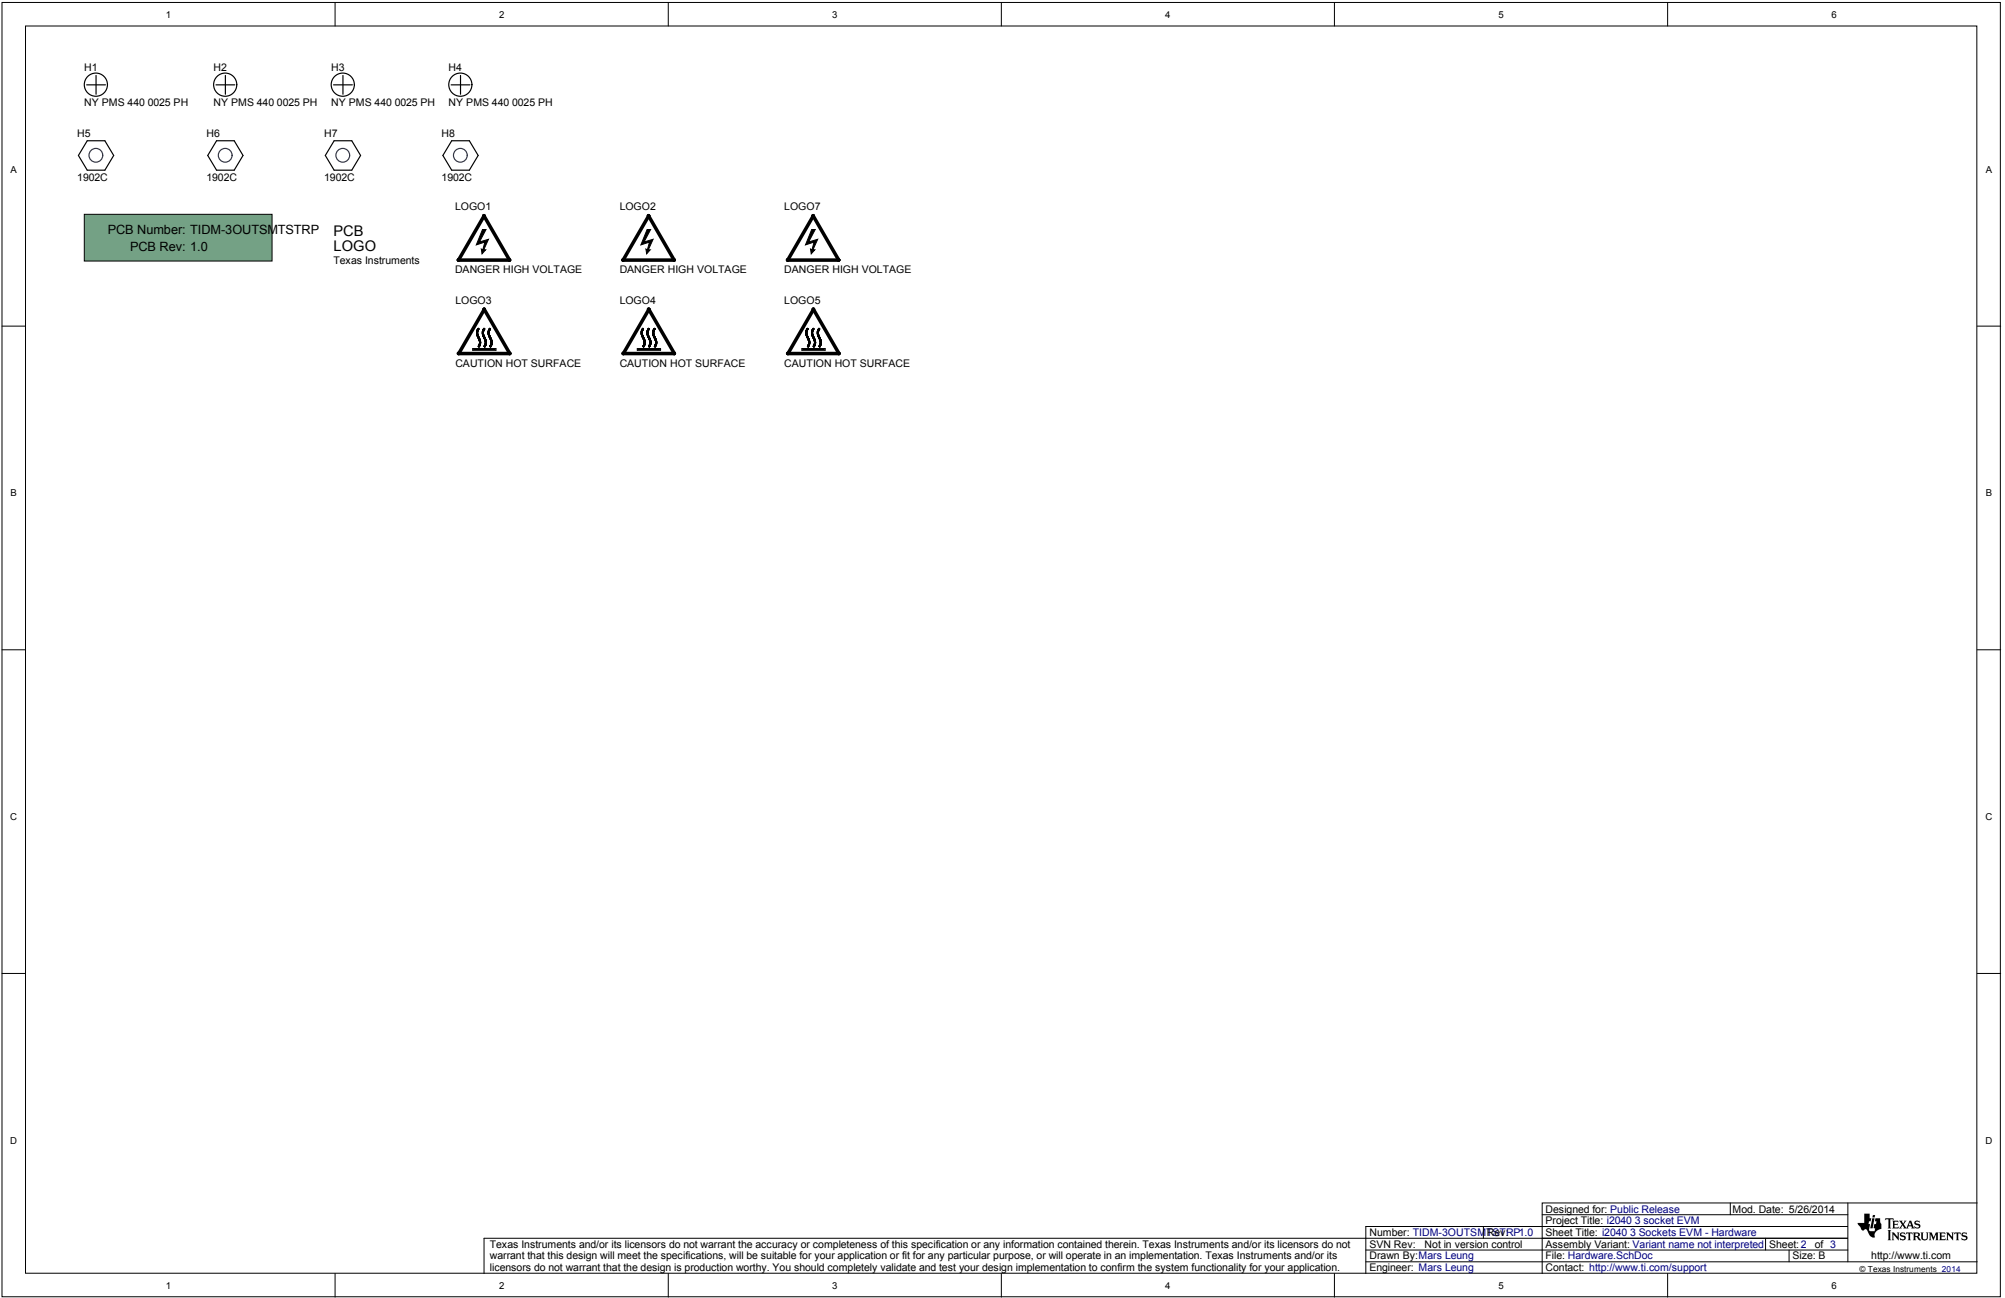 1 2 3 4 5 6
H1 H2 H3 H4
NY PMS 440 0025 PH NY PMS 440 0025 PH NY PMS 440 0025 PH NY PMS 440 0025 PH
H5 H6 H7 H8
1902C 1902C 1902C 1902C
A A
LOGO1 LOGO2 LOGO7
PCB Number: TIDM-3OUTSMTSTRP
PCB Rev: 1.0
PCB
LOGO
Texas Instruments
DANGER HIGH VOLTAGE DANGER HIGH VOLTAGE DANGER HIGH VOLTAGE
LOGO3 LOGO4 LOGO5
CAUTION HOT SURFACE CAUTION HOT SURFACE CAUTION HOT SURFACE
B B
C C
D D
Texas Instruments and/or its licensors do not warrant the accuracy or completeness of this specification or any information contained therein. Texas Instruments and/or its licensors do not
warrant that this design will meet the specifications, will be suitable for your application or fit for any particular purpose, or will operate in an implementation. Texas Instruments and/or its
licensors do not warrant that the design is production worthy. You should completely validate and test your design implementation to confirm the system functionality for your application.
Number: TIDM-3OUTSMTSTRP Rev: 1.0
SVN Rev: Not in version control
Drawn By: Mars Leung
Engineer: Mars Leung
Designed for: Public Release Mod. Date: 5/26/2014
Project Title: i2040 3 socket EVM
Sheet Title: i2040 3 Sockets EVM - Hardware
Assembly Variant: Variant name not interpreted Sheet: 2 of 3
File: Hardware.SchDoc Size: B
Contact: http://www.ti.com/support
TEXAS
INSTRUMENTS
http://www.ti.com
© Texas Instruments 2014
1 2 3 4 5 6